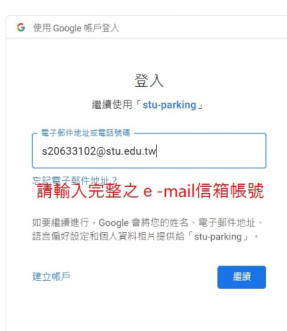 使用 Google 帳戶登入
登入
繼續使用「stu-parking」
電子郵件地址或電話號碼
s20633102@stu.edu.tw
忘記電子郵件地址？
請輸入完整之 e -mail信箱帳號
如要繼續進行，Google 會將您的姓名、電子郵件地址、
語言偏好設定和個人資料相片提供給「stu-parking」。
建立帳戶
繼續